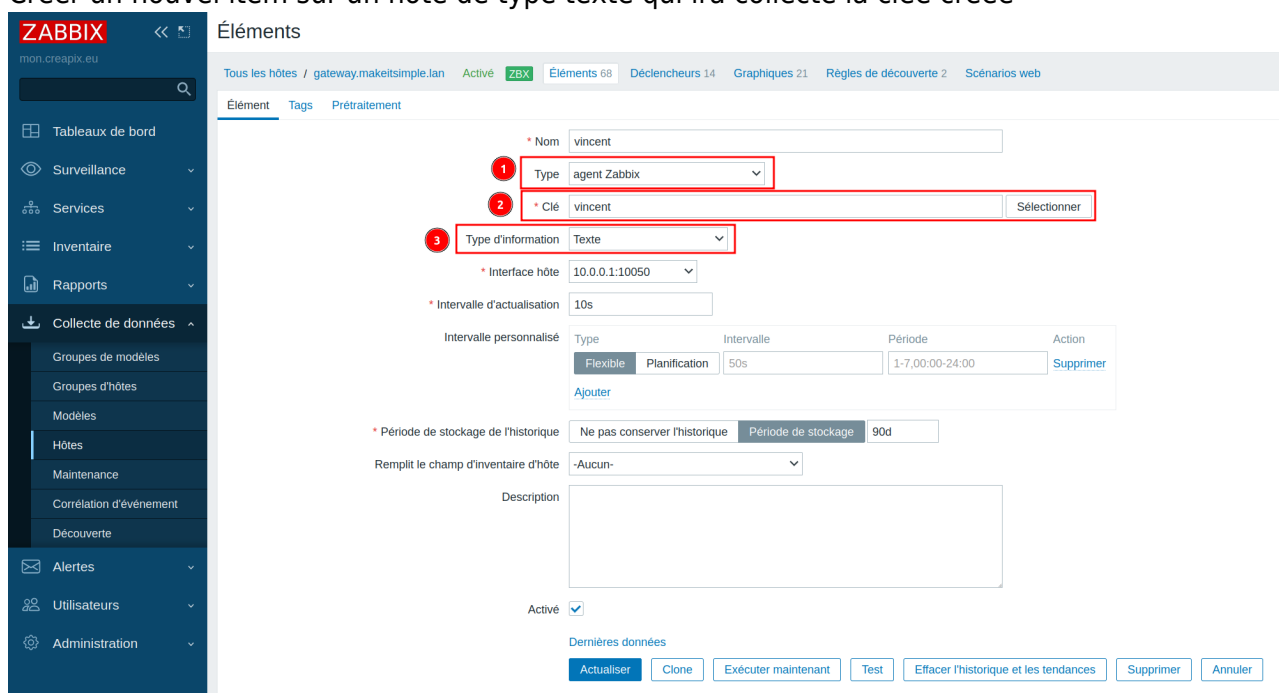 Créer un nouvel item sur un hôte de type texte qui ira collecté la clée créée
ZABBIX
mon.creapix.eu
Tableaux de bord
Surveillance
Services
Inventaire
Rapports
Collecte de données
Groupes de modèles
Groupes d'hôtes
Modèles
Hôtes
Maintenance
Corrélation d'événement
Découverte
Alertes
Utilisateurs
Administration
Éléments
Tous les hôtes / gateway.makeitsimple.lan Activé ZBX Éléments 68 Déclencheurs 14 Graphiques 21 Règles de découverte 2 Scénarios web
Élément Tags Prétraitement
* Nom vincent
1 Type agent Zabbix
2 * Clé vincent Sélectionner
3 Type d'information Texte
* Interface hôte 10.0.0.1:10050
* Intervalle d'actualisation 10s
Intervalle personnalisé Type Intervalle Période Action
Flexible Planification 50s 1-7,00:00-24:00 Supprimer
Ajouter
* Période de stockage de l'historique Ne pas conserver l'historique Période de stockage 90d
Remplit le champ d'inventaire d'hôte -Aucun-
Description
Activé
Dernières données
Actualiser Clone Exécuter maintenant Test Effacer l'historique et les tendances Supprimer Annuler